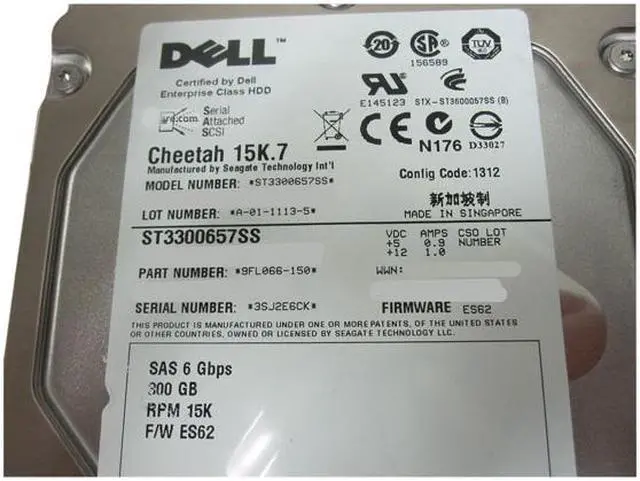 DELL™
Certified by Dell
Enterprise Class HDD
Serial
Attached
SCSI
Cheetah 15K.7
Manufactured by Seagate Technology Int'l
MODEL NUMBER: *ST3300657SS*
LOT NUMBER: *A-01-1113-5*
20
156589
TUV
E145123 STX-ST3600057SS (B)
CE
N176 D33027
Config Code: 1312
新加坡制
MADE IN SINGAPORE
ST3300657SS
VDC AMPS CSO LOT
+5 0.9 NUMBER
+12 1.0
PART NUMBER: *9FL066-150*
WWN:
SERIAL NUMBER: *3SJ2E6CK*
FIRMWARE ES62
THIS PRODUCT IS MANUFACTURED UNDER ONE OR MORE PATENTS, OF THE UNITED STATES
OR OTHER COUNTRIES, OWNED OR LICENSED BY SEAGATE TECHNOLOGY LLC.
SAS 6 Gbps
300 GB
RPM 15K
F/W ES62